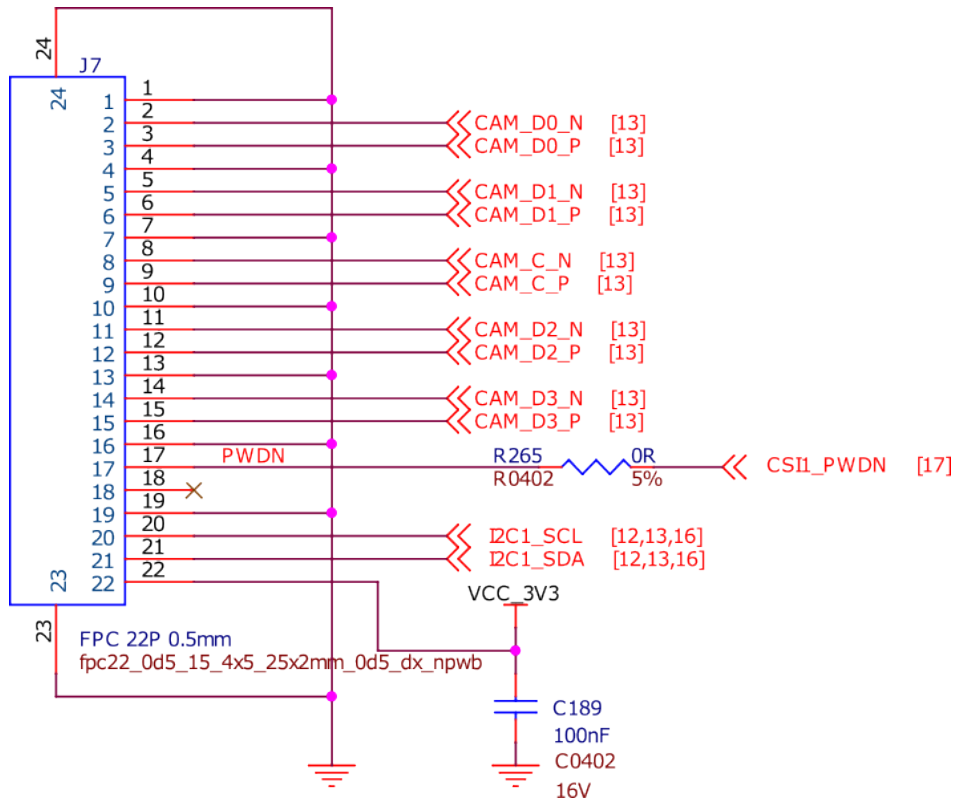 24
J7
24
1
1
2
2
CAM_D0_N [13]
3
3
CAM_D0_P [13]
4
4
5
5
CAM_D1_N [13]
6
6
CAM_D1_P [13]
7
7
8
8
CAM_C_N [13]
9
9
CAM_C_P [13]
10
10
11
11
CAM_D2_N [13]
12
12
CAM_D2_P [13]
13
13
14
14
CAM_D3_N [13]
15
15
CAM_D3_P [13]
16
16
17
PWDN
R265
0R
17
R0402
5%
CSI1_PWDN [17]
18
18
19
19
20
20
I2C1_SCL [12,13,16]
21
21
I2C1_SDA [12,13,16]
22
22
23
VCC_3V3
23
FPC 22P 0.5mm
fpc22_0d5_15_4x5_25x2mm_0d5_dx_npwb
C189
100nF
C0402
16V